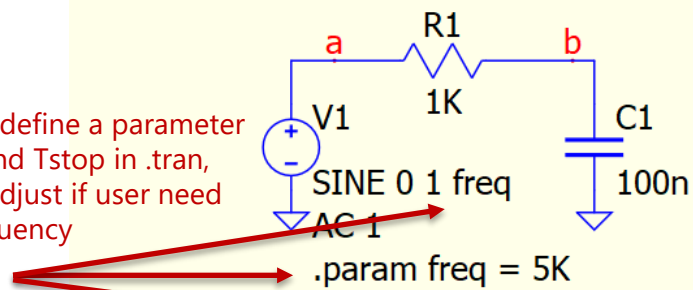 R1
a
b
1K
define a parameter
nd Tstop in .tran,
djust if user need
uency
V1
C1
SINE 0 1 freq
100n
AC 1
.param freq = 5K